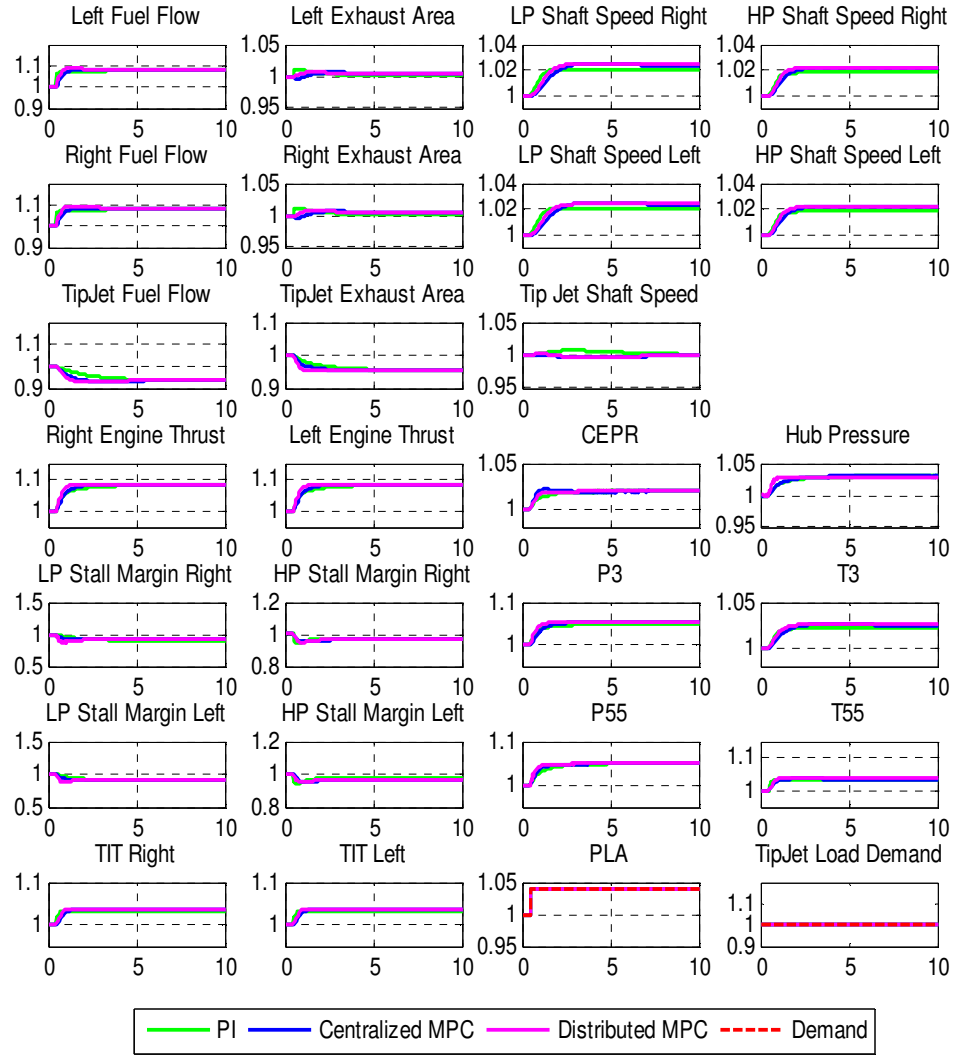 Left Fuel Flow Left Exhaust Area LP Shaft Speed Right HP Shaft Speed Right
1.1 1.05 1.04 1.04
1 1 1.02 1.02
0.9 0.95 1 1
0 5 10 0 5 10 0 5 10 0 5 10
Right Fuel Flow Right Exhaust Area LP Shaft Speed Left HP Shaft Speed Left
1.1 1.05 1.04 1.04
1 1 1.02 1.02
0.9 0.95 1 1
0 5 10 0 5 10 0 5 10 0 5 10
TipJet Fuel Flow TipJet Exhaust Area Tip Jet Shaft Speed
1.1 1.1 1.05
1 1 1
0.9 0.9 0.95
0 5 10 0 5 10 0 5 10
Right Engine Thrust Left Engine Thrust CEPR Hub Pressure
1.1 1.1 1.05 1.05
1 1 1 1
0.95
0 5 10 0 5 10 0 5 10 0 5 10
LP Stall Margin Right HP Stall Margin Right P3 T3
1.5 1.2 1.1 1.05
1 1 1 1
0.5 0.8
0 5 10 0 5 10 0 5 10 0 5 10
LP Stall Margin Left HP Stall Margin Left P55 T55
1.5 1.2 1.1 1.1
1 1 1 1
0.5 0.8
0 5 10 0 5 10 0 5 10 0 5 10
TIT Right TIT Left PLA TipJet Load Demand
1.1 1.1 1.05 1.1
1 1 1 1
0.95 0.9
0 5 10 0 5 10 0 5 10 0 5 10
PI Centralized MPC Distributed MPC Demand